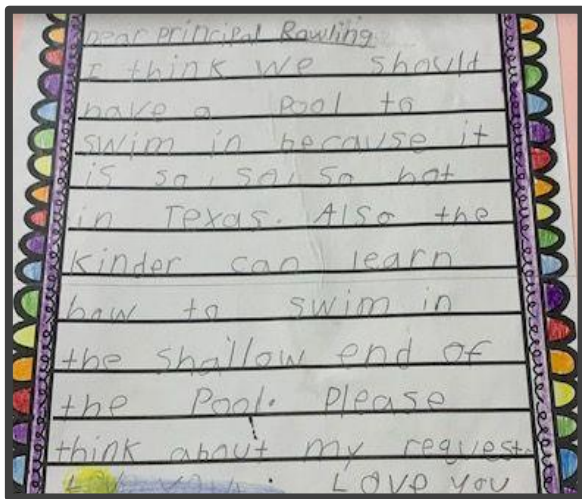 Dear principal Rowling
I think we should
have a pool to
swim in because it
is so, so, so hot
in Texas. Also the
kinder can learn
how to swim in
the shallow end of
the pool. please
think about my request.
Love you